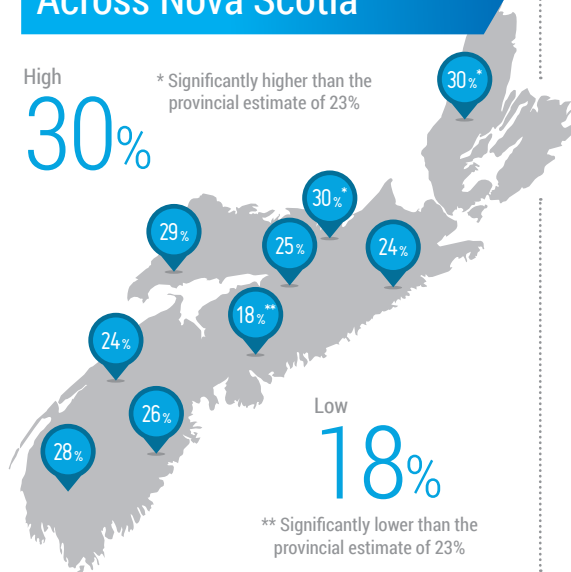 Across Nova Scotia
High
30%
* Significantly higher than the
provincial estimate of 23%
30%*
30%*
29%
25%
24%
18%**
24%
26%
28%
Low
18%
** Significantly lower than the
provincial estimate of 23%